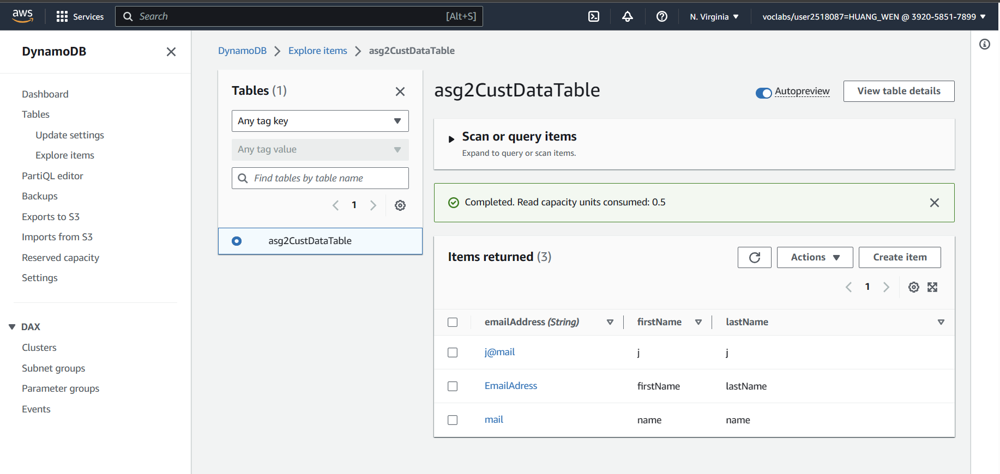 aws
Services
Search
[Alt+S]
N. Virginia
voclabs/user2518087=HUANG_WEN @ 3920-5851-7899
DynamoDB
Dashboard
Tables
Update settings
Explore items
PartiQL editor
Backups
Exports to S3
Imports from S3
Reserved capacity
Settings
DAX
Clusters
Subnet groups
Parameter groups
Events
DynamoDB
Explore items
asg2CustDataTable
Tables (1)
Any tag key
Any tag value
Find tables by table name
1
asg2CustDataTable
asg2CustDataTable
Autopreview
View table details
Scan or query items
Expand to query or scan items.
Completed. Read capacity units consumed: 0.5
Items returned (3)
Actions
Create item
1
emailAddress (String) firstName lastName
j@mail j j
EmailAdress firstName lastName
mail name name